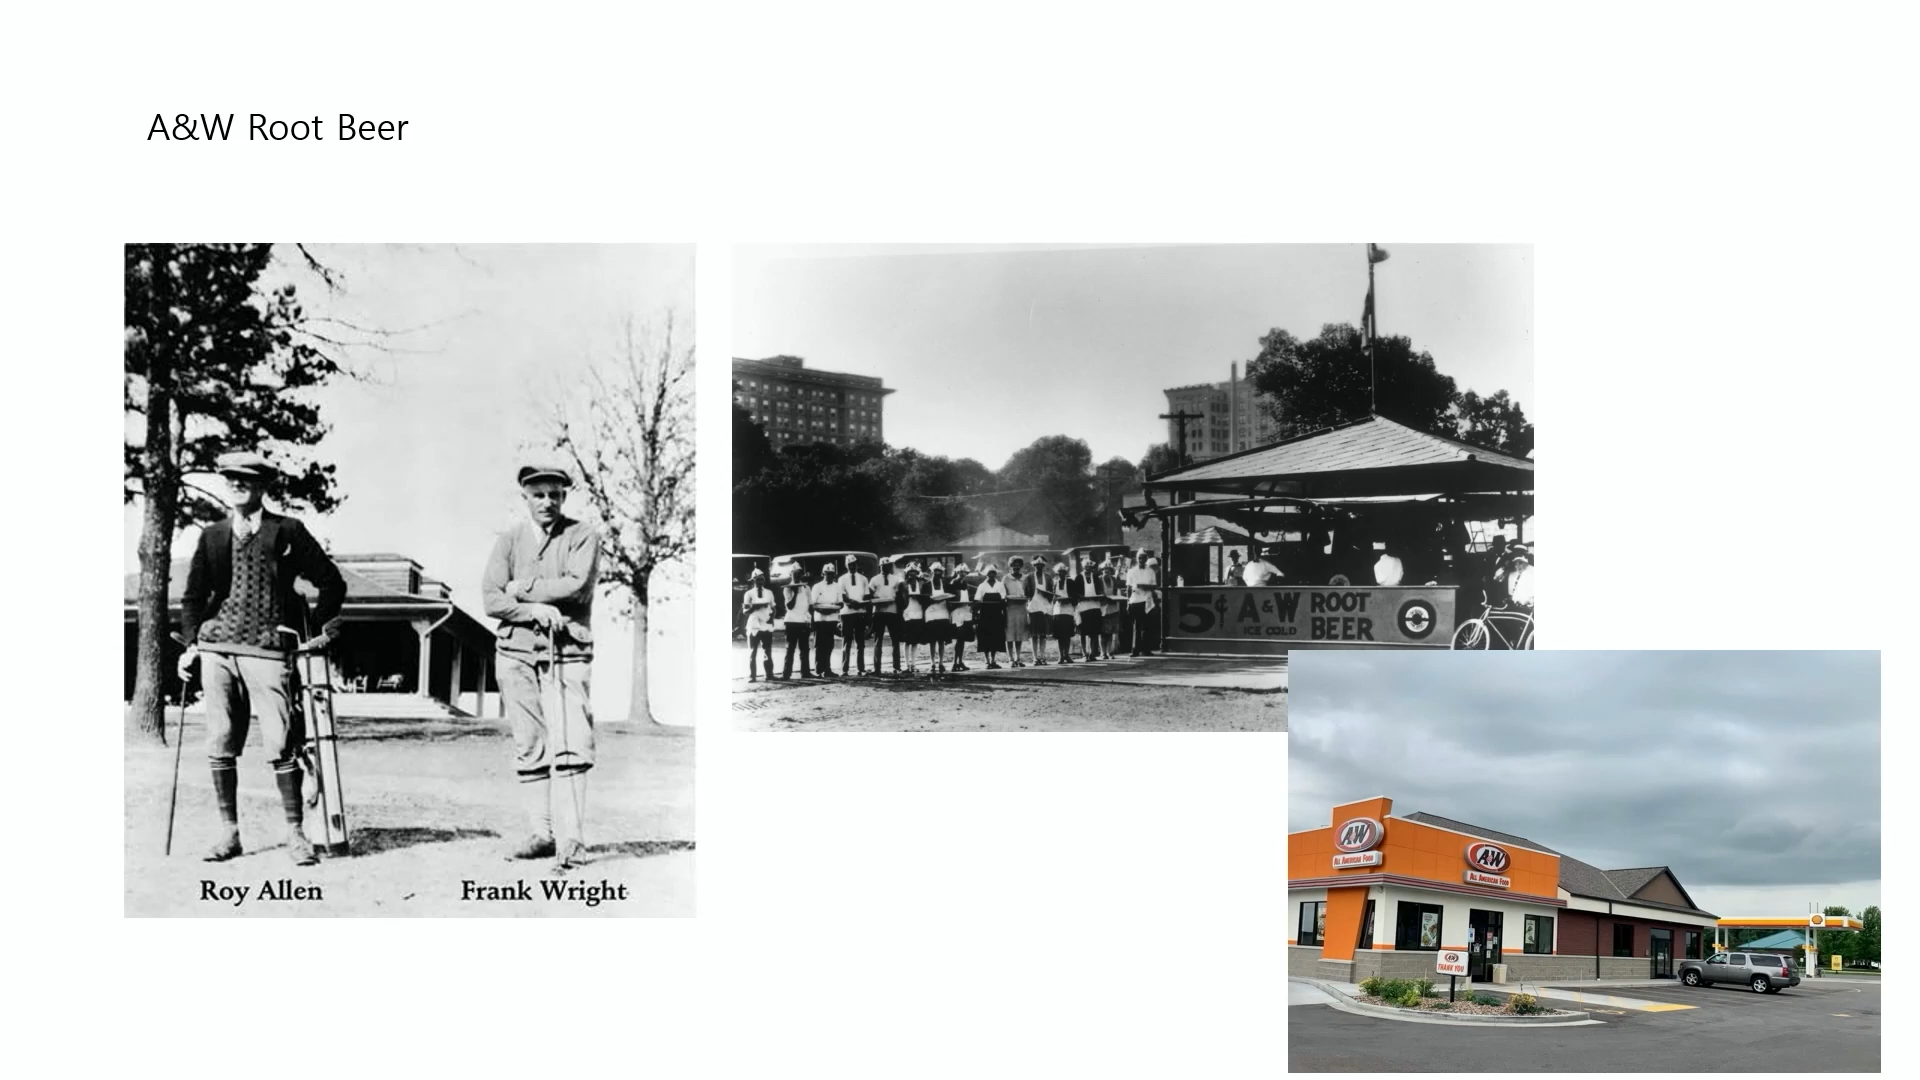 A&W Root Beer
Roy Allen
Frank Wright
5¢ A&W ROOT BEER
ICE COLD
A&W
ALL AMERICAN FOOD
A&W
ALL AMERICAN FOOD
A&W
THANK YOU